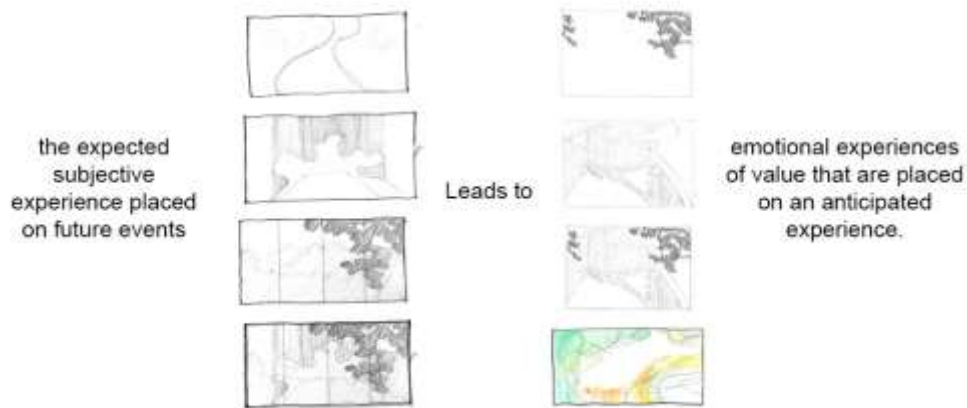 the expected
subjective
experience placed
on future events
Leads to
emotional experiences
of value that are placed
on an anticipated
experience.